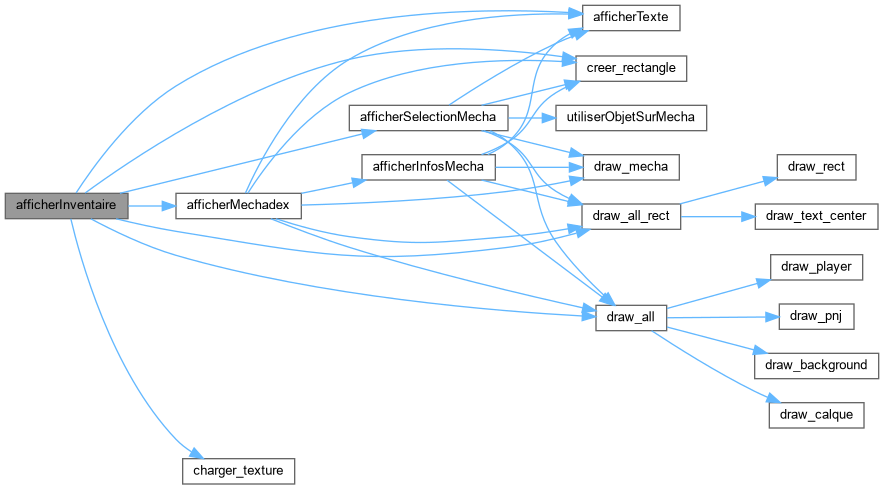 afficherTexte
creer_rectangle
afficherSelectionMecha
utiliserObjetSurMecha
afficherInfosMecha
draw_mecha
draw_rect
afficherInventaire
afficherMechadex
draw_all_rect
draw_text_center
draw_player
draw_all
draw_pnj
draw_background
draw_calque
charger_texture